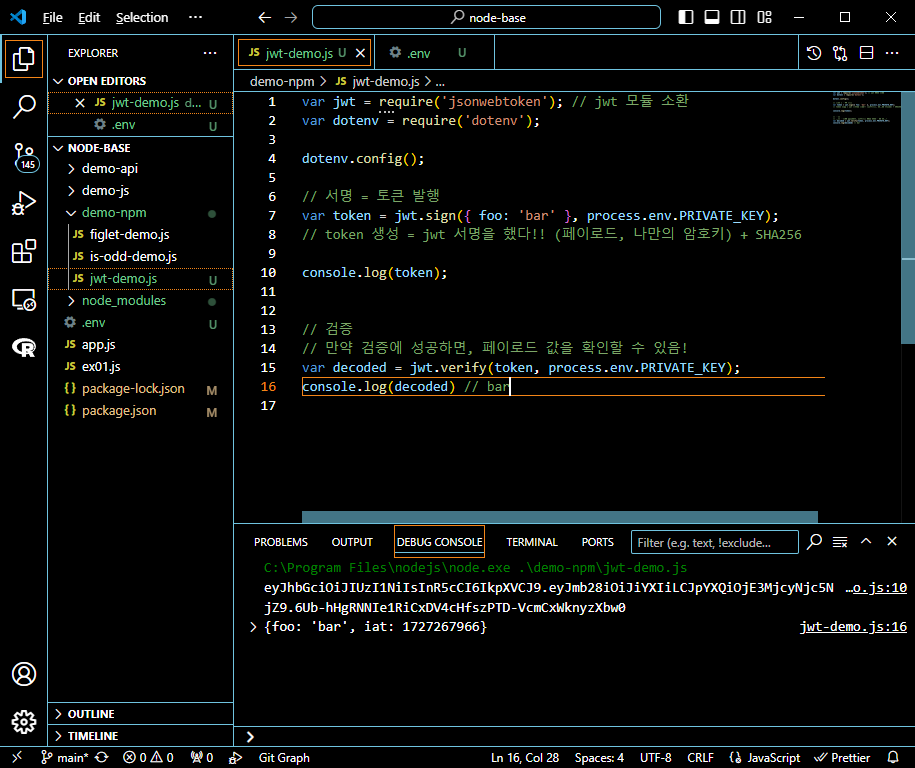 File Edit Selection ··· node-base
EXPLORER ···
OPEN EDITORS
JS jwt-demo.js d... U
.env U
NODE-BASE
demo-api
demo-js
demo-npm
JS figlet-demo.js
JS is-odd-demo.js
JS jwt-demo.js U
node_modules
.env U
JS app.js
JS ex01.js
{} package-lock.json M
{} package.json M
OUTLINE
TIMELINE
145
JS jwt-demo.js U .env U
demo-npm > JS jwt-demo.js > ...
1 var jwt = require('jsonwebtoken'); // jwt 모듈 소환
2 var dotenv = require('dotenv');
3
4 dotenv.config();
5
6 // 서명 = 토큰 발행
7 var token = jwt.sign({ foo: 'bar' }, process.env.PRIVATE_KEY);
8 // token 생성 = jwt 서명을 했다!! (페이로드, 나만의 암호키) + SHA256
9
10 console.log(token);
11
12
13 // 검증
14 // 만약 검증에 성공하면, 페이로드 값을 확인할 수 있음!
15 var decoded = jwt.verify(token, process.env.PRIVATE_KEY);
16 console.log(decoded) // bar
17
PROBLEMS OUTPUT DEBUG CONSOLE TERMINAL PORTS Filter (e.g. text, !exclude...
C:\Program Files\nodejs\node.exe .\demo-npm\jwt-demo.js
eyJhbGciOiJIUzI1NiIsInR5cCI6IkpXVCJ9.eyJmb28iOiJiYXIiLCJpYXQiOjE3MjcyNjc5N …o.js:10
jZ9.6Ub-hHgRNNIe1RiCxDV4cHfszPTD-VcmCxWknyzXbw0
> {foo: 'bar', iat: 1727267966} jwt-demo.js:16
>
main* 0 0 0 Git Graph Ln 16, Col 28 Spaces: 4 UTF-8 CRLF {} JavaScript Prettier